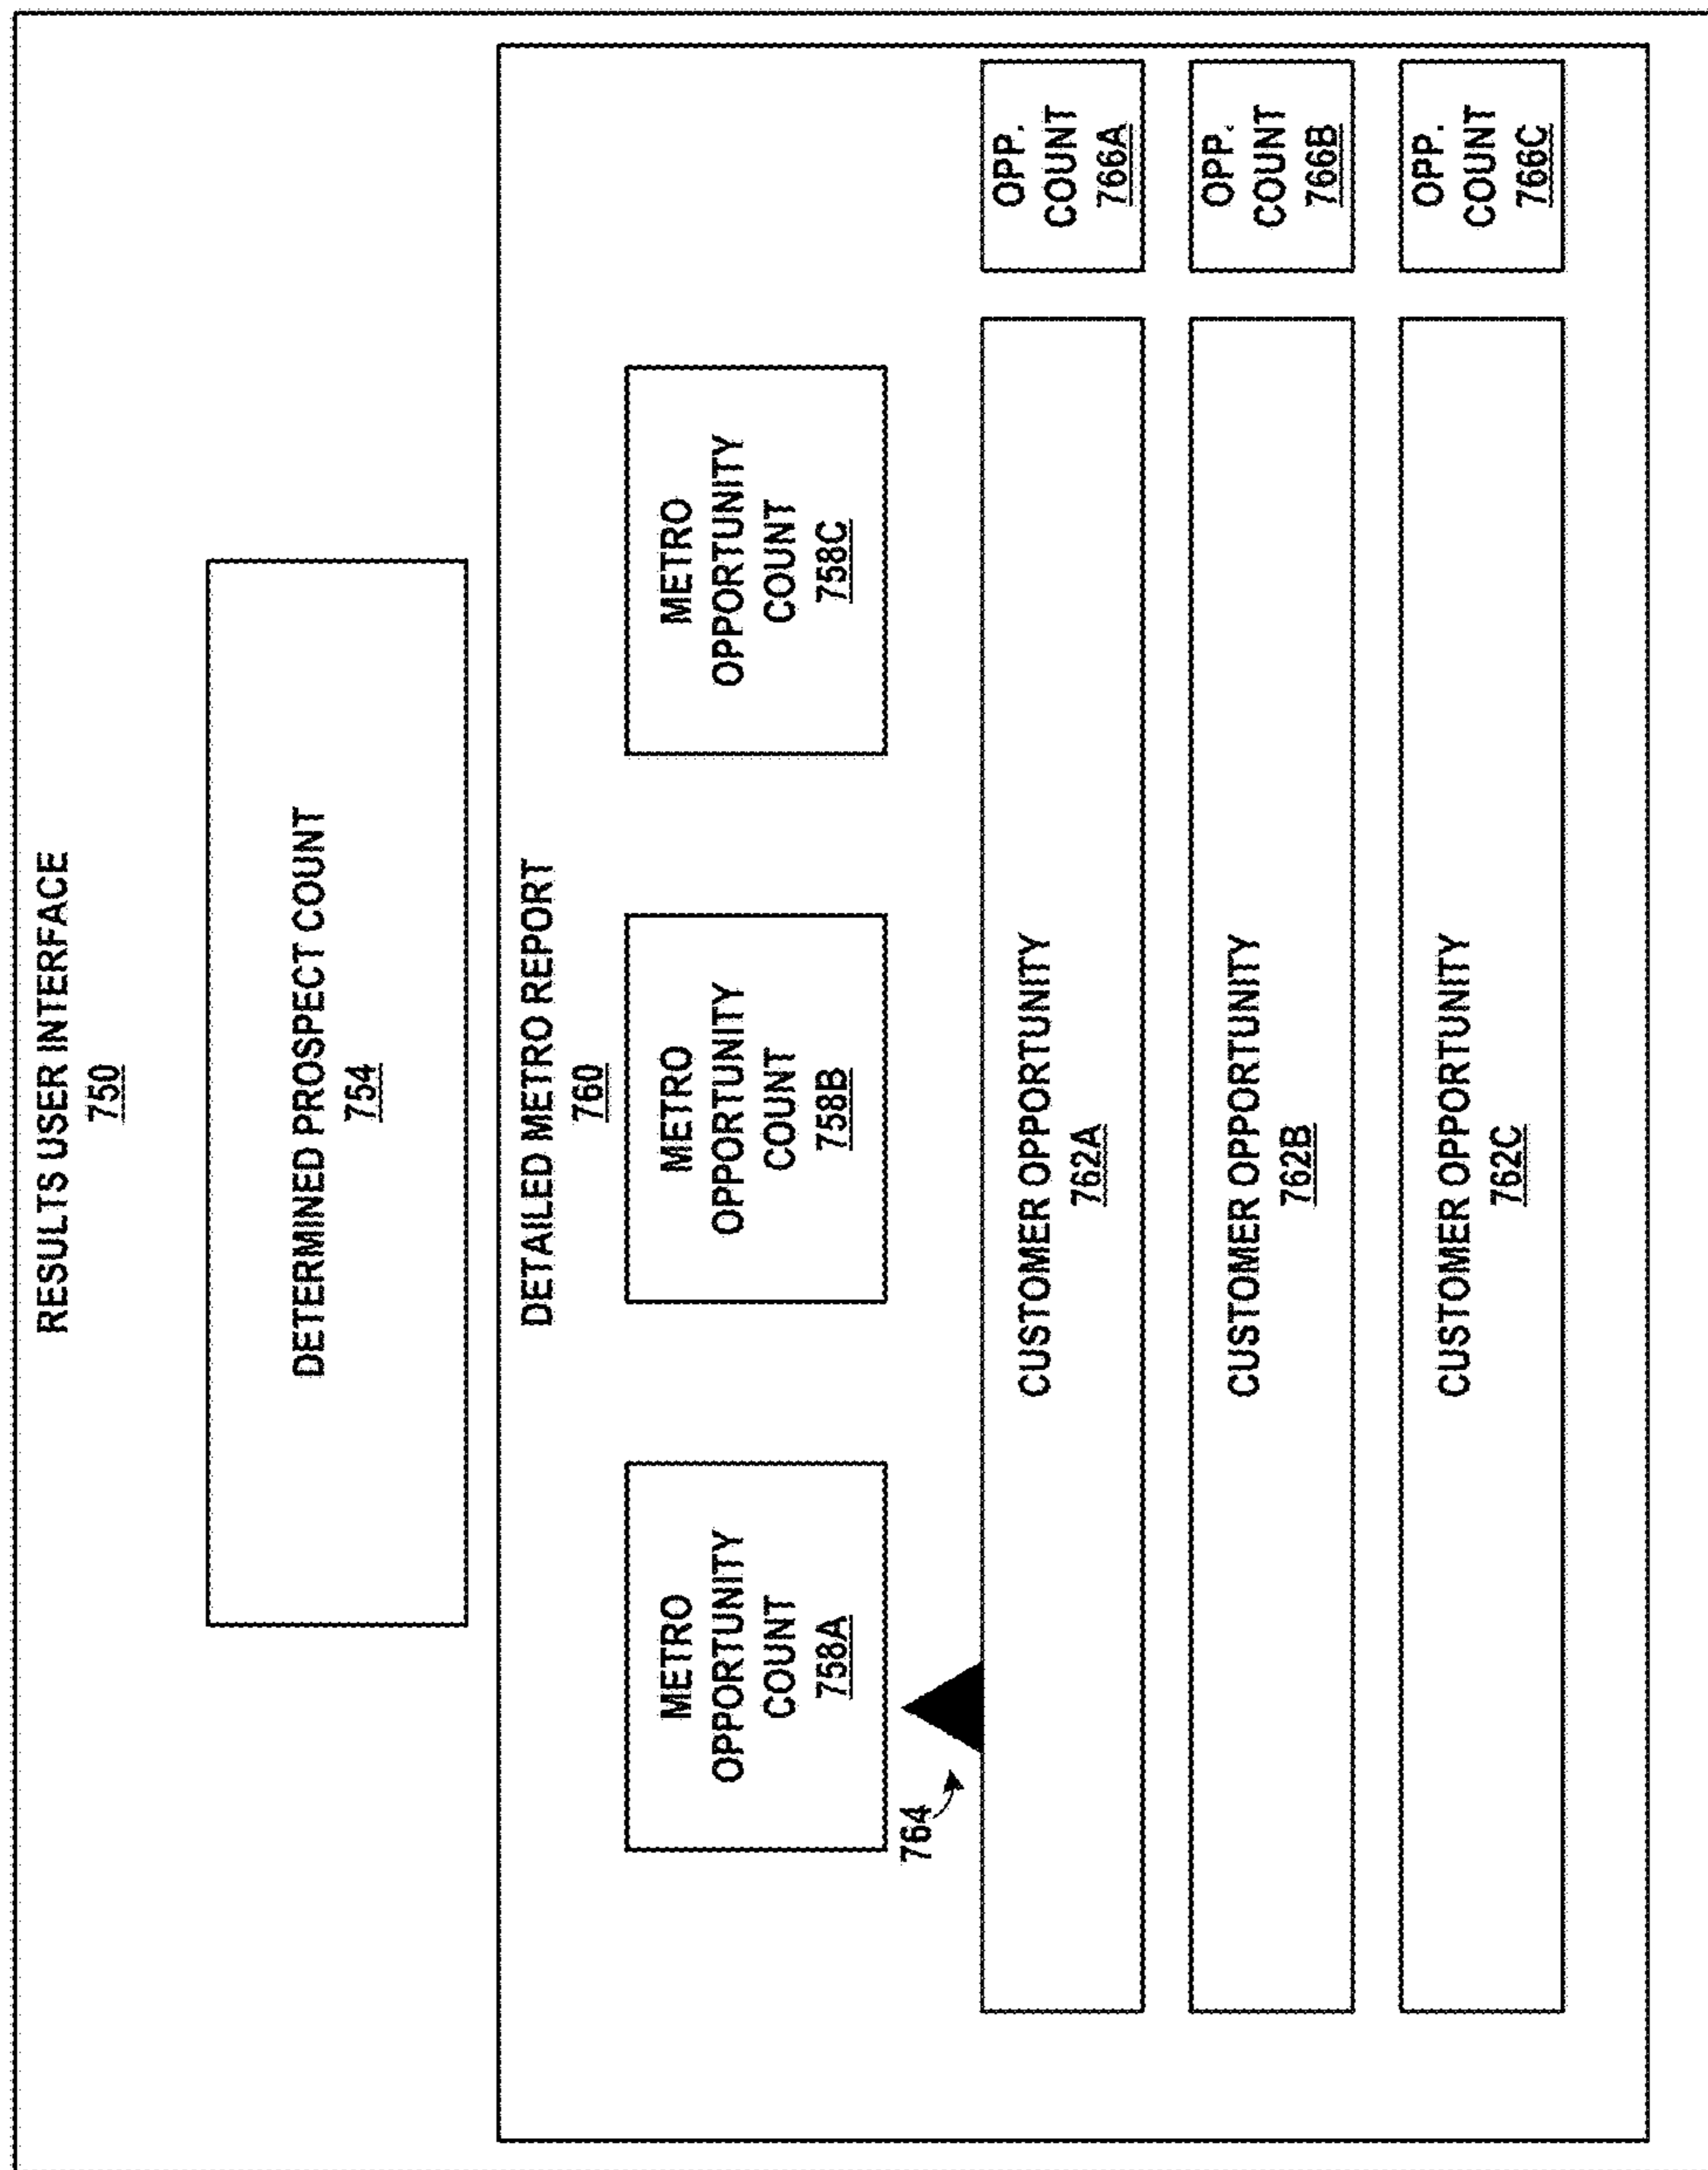 RESULTS USER INTERFACE
750
DETERMINED PROSPECT COUNT
754
DETAILED METRO REPORT
760
METRO
OPPORTUNITY
COUNT
758A
METRO
OPPORTUNITY
COUNT
758B
METRO
OPPORTUNITY
COUNT
758C
764
CUSTOMER OPPORTUNITY
762A
OPP.
COUNT
766A
CUSTOMER OPPORTUNITY
762B
OPP.
COUNT
766B
CUSTOMER OPPORTUNITY
762C
OPP.
COUNT
766C